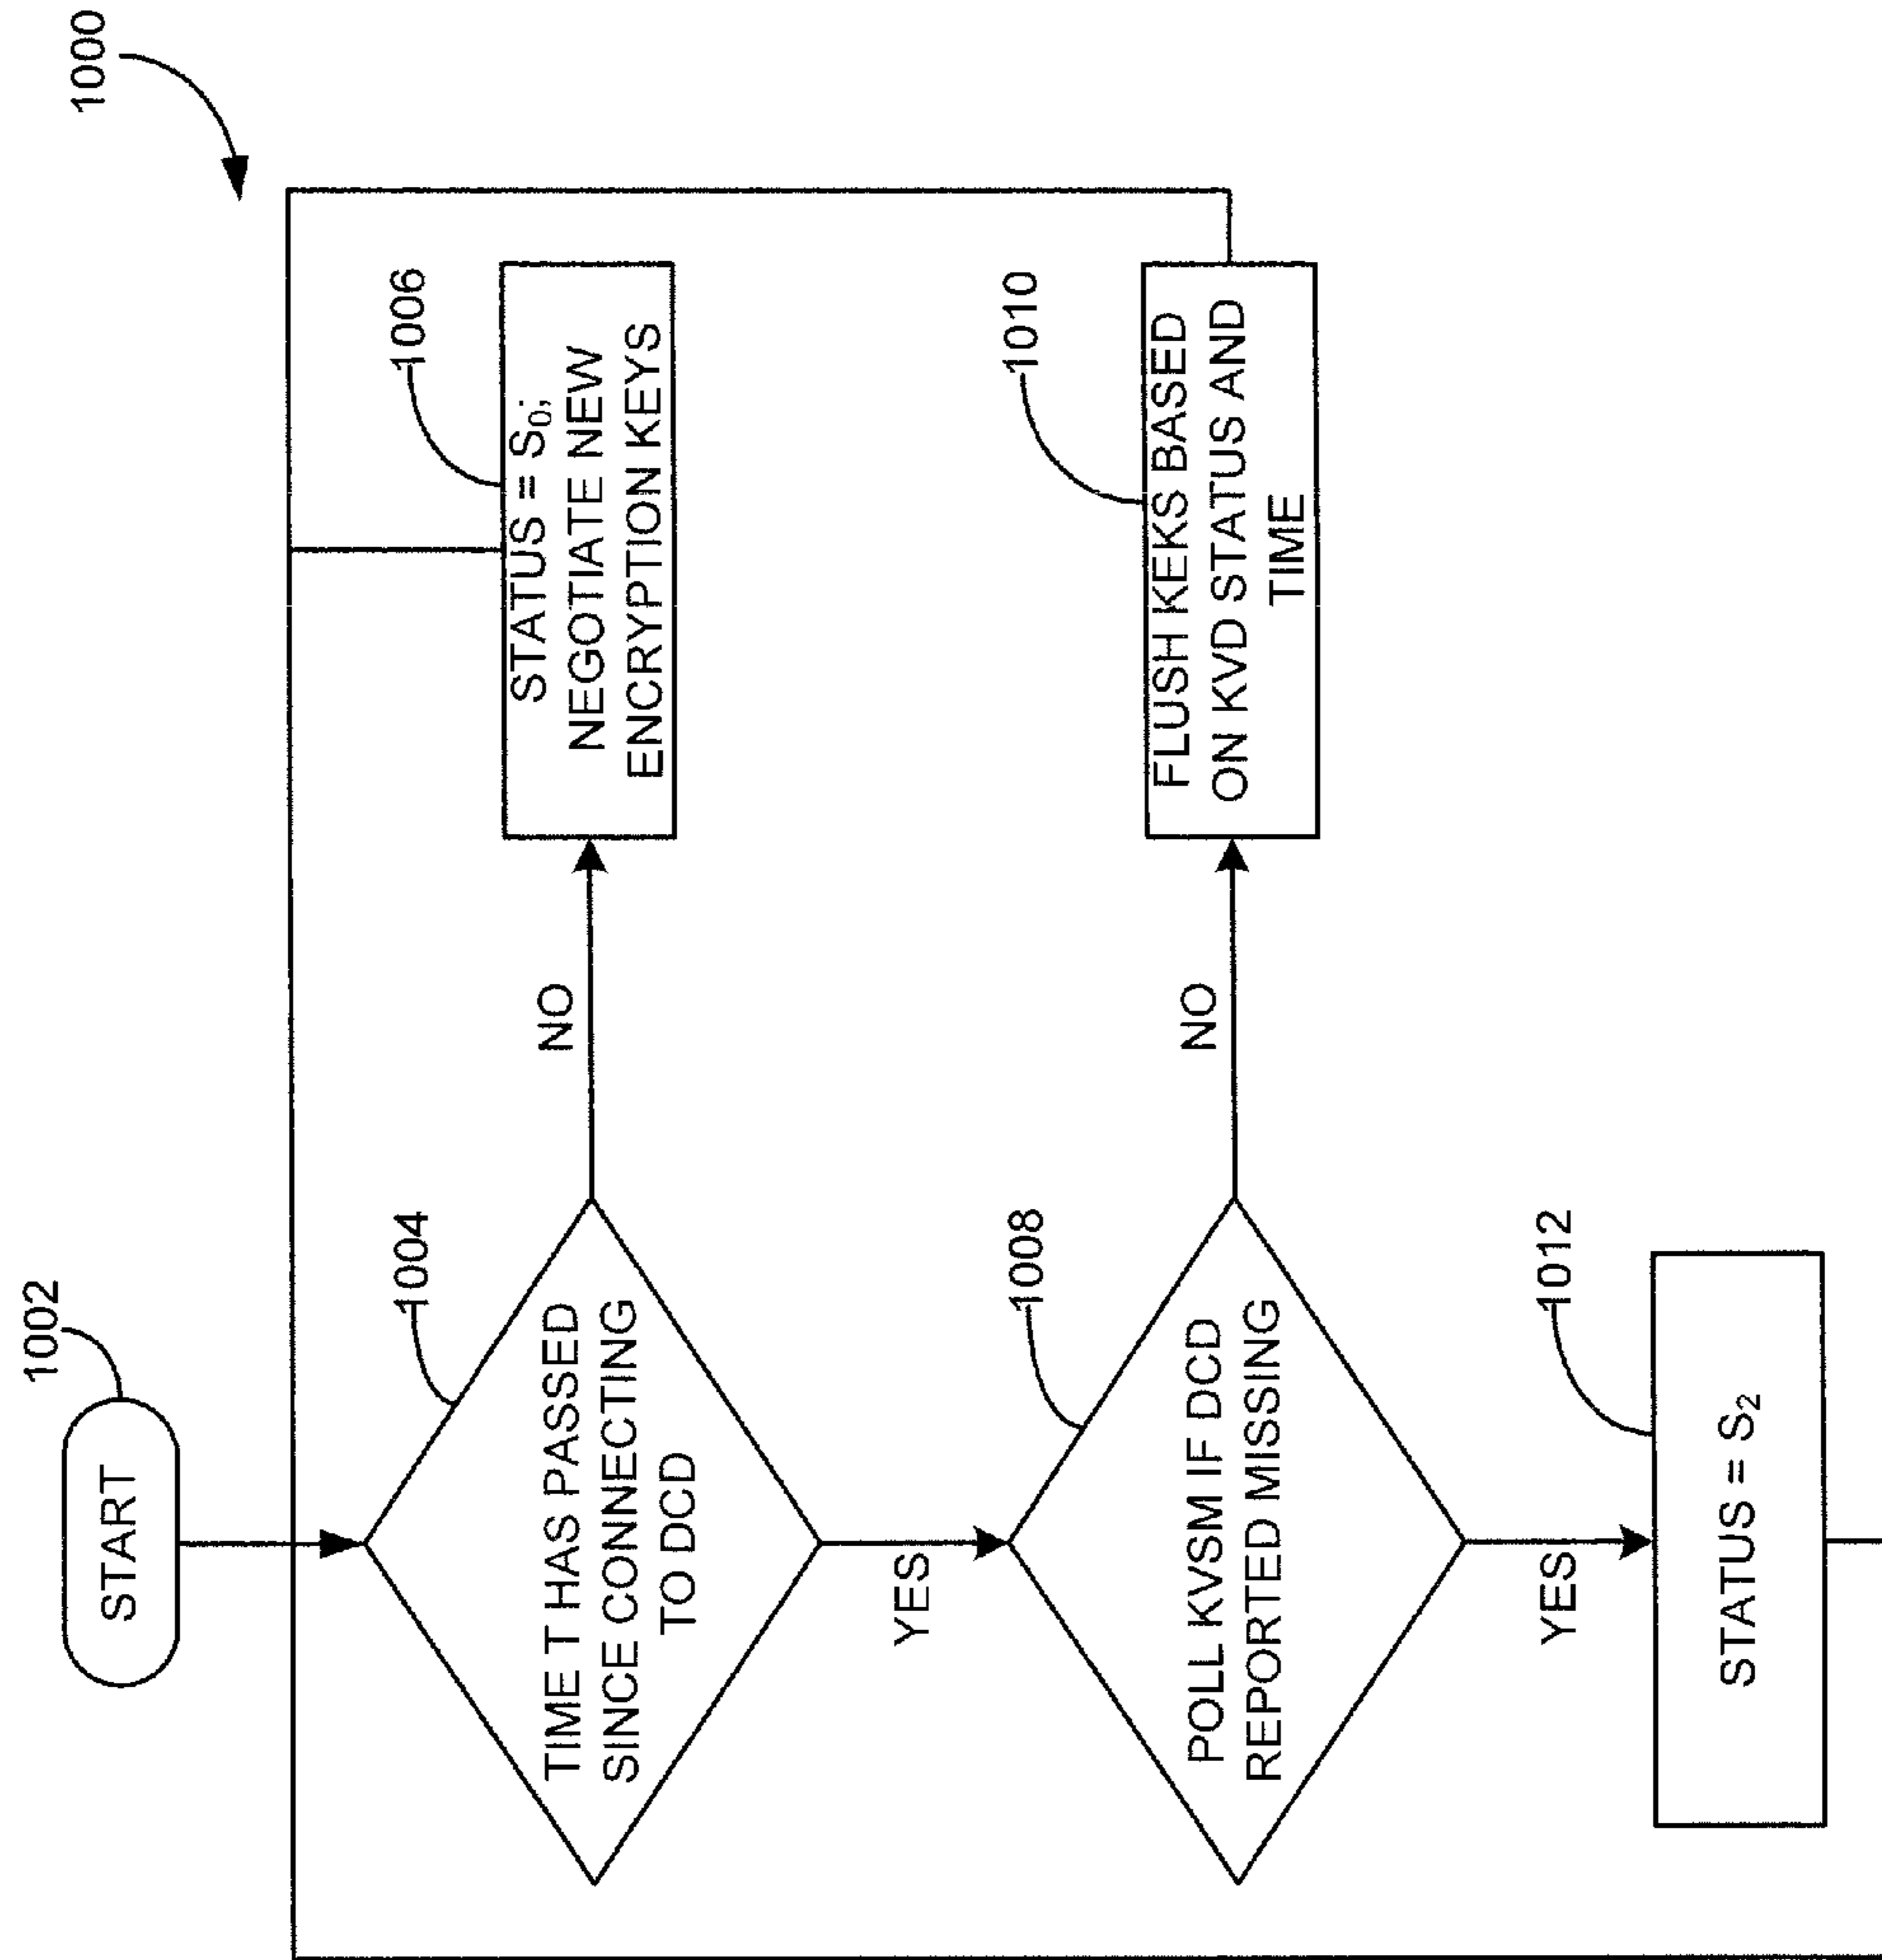 1000
1002
START
1004
TIME T HAS PASSED
SINCE CONNECTING
TO DCD
NO
1006
STATUS = S₀;
NEGOTIATE NEW
ENCRYPTION KEYS
YES
1008
POLL KVSM IF DCD
REPORTED MISSING
NO
1010
FLUSH KEKS BASED
ON KVD STATUS AND
TIME
YES
1012
STATUS = S₂